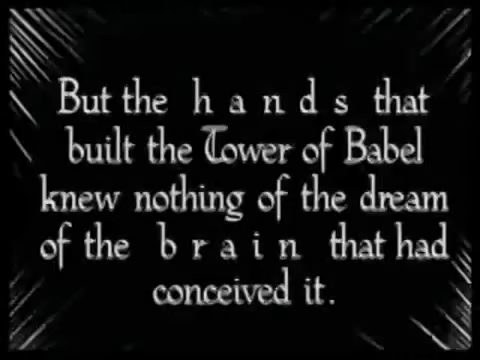 But the h a n d s that
built the Tower of Babel
knew nothing of the dream
of the b r a i n that had
conceived it.